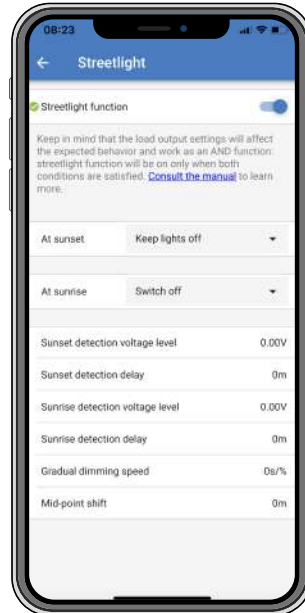 08:23
Streetlight
Streetlight function
Keep in mind that the load output settings will affect
the expected behavior and work as an AND function:
streetlight function will be on only when both
conditions are satisfied. Consult the manual to learn
more.
At sunset Keep lights off
At sunrise Switch off
Sunset detection voltage level 0.00V
Sunset detection delay 0m
Sunrise detection voltage level 0.00V
Sunrise detection delay 0m
Gradual dimming speed 0s/%
Mid-point shift 0m